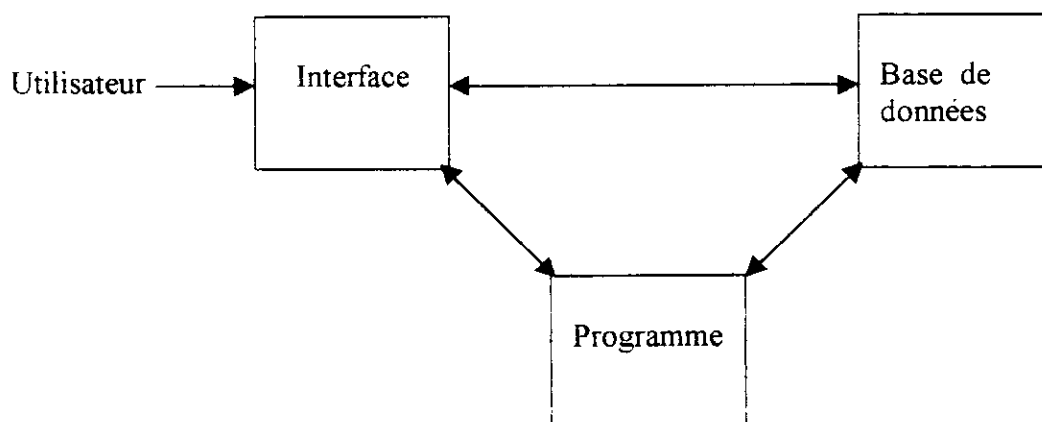 Utilisateur
Interface
Base de
données
Programme